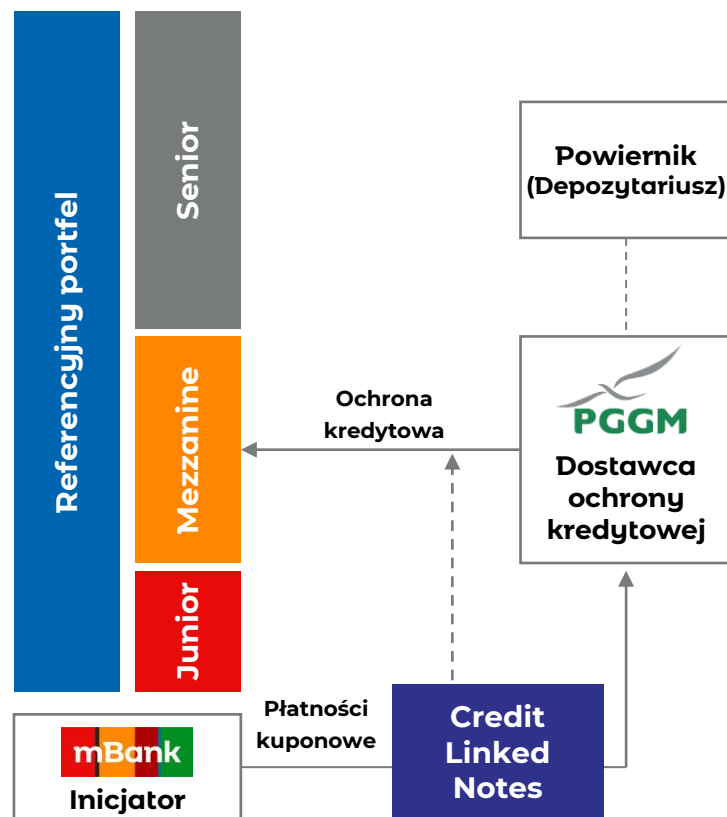 Referencyjny portfel
Senior
Mezzanine
Junior
Powiernik
(Depozytariusz)
Ochrona
kredytowa
PGGM
Dostawca
ochrony
kredytowej
Płatności
kuponowe
Credit
Linked
Notes
mBank
Inicjator